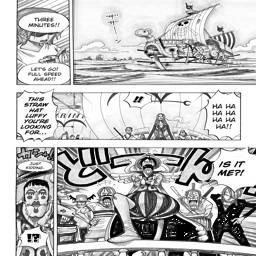 THREE
MINUTES!!
LET'S GO!!
FULL SPEED
AHEAD!!
THIS
STRAW
HAT
LUFFY
YOU'RE
LOOKING
FOR...
!!
HA HA
HA HA
HA HA
HA!!
JUST
KIDDING.
IS IT
ME?!
!?